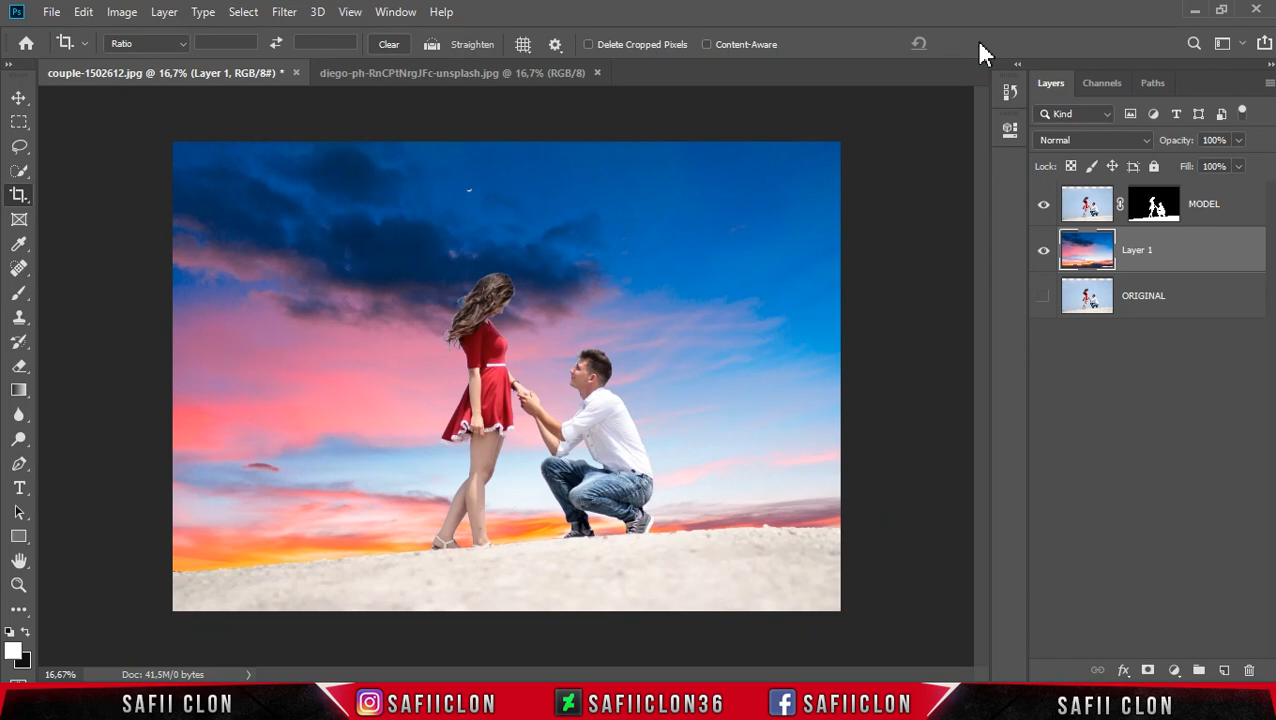 Ps File Edit Image Layer Type Select Filter 3D View Window Help
Ratio Clear Straighten Delete Cropped Pixels Content-Aware
couple-1502612.jpg @ 16,7% (Layer 1, RGB/8#) * × diego-ph-RnCPtNrgJFc-unsplash.jpg @ 16,7% (RGB/8) ×
Layers Channels Paths
Kind
Normal Opacity: 100%
Lock: Fill: 100%
MODEL
Layer 1
ORIGINAL
16,67% Doc: 41,5M/0 bytes
SAFII CLON SAFIICLON SAFIICLON36 SAFIICLON SAFII CLON